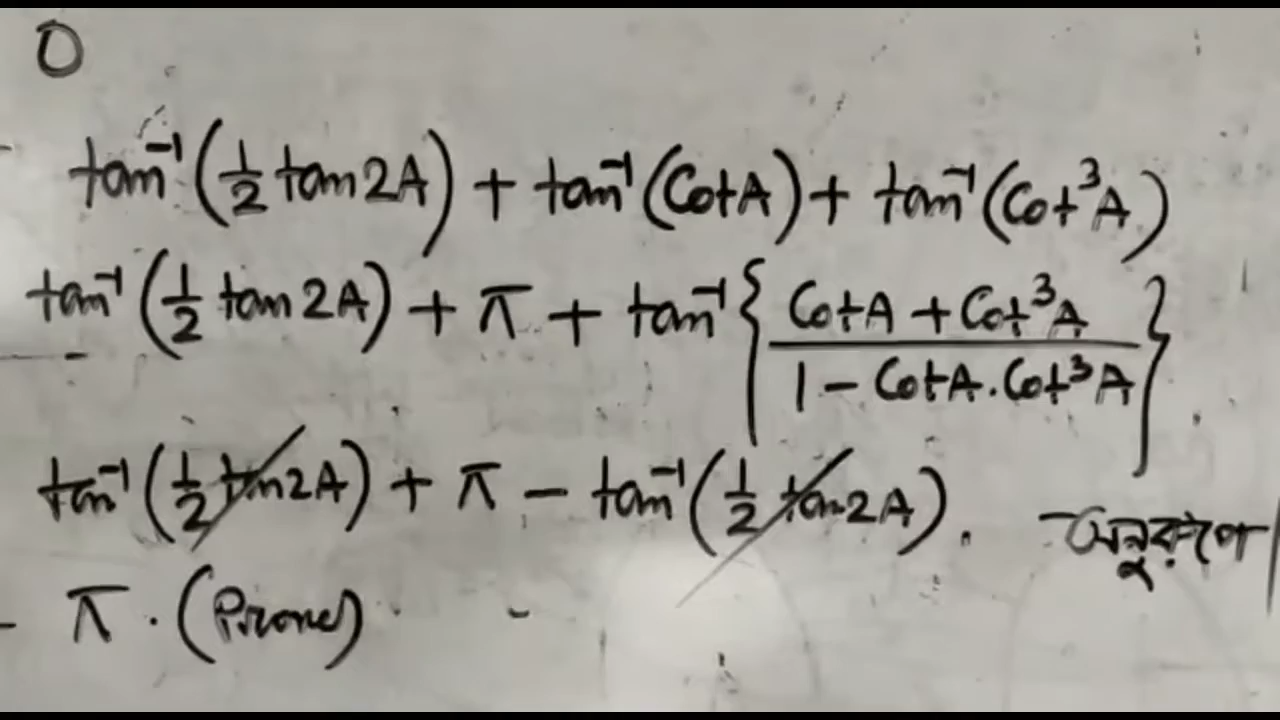 0
tan⁻¹(1/2 tan2A) + tan⁻¹(CotA) + tan⁻¹(Cot³A)
tan⁻¹(1/2 tan2A) + π + tan⁻¹{(CotA + Cot³A)/(1 - CotA.Cot³A)}
tan⁻¹(1/2 tan2A) + π - tan⁻¹(1/2 tan2A). অনুরূপে
π. (Proved)